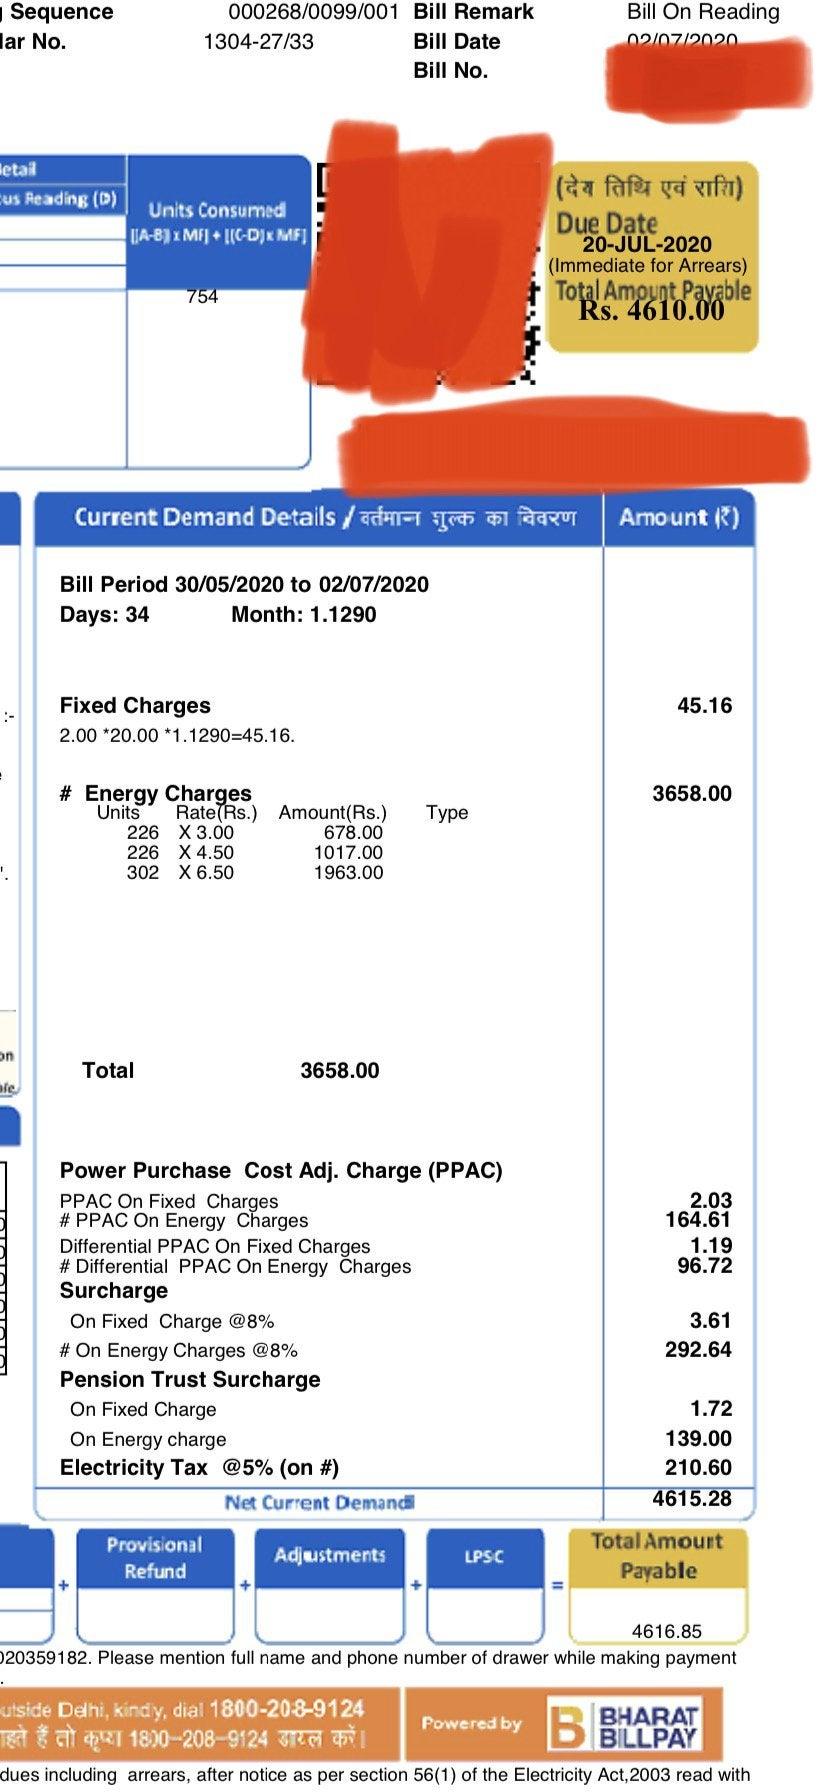 Sequence 000268/0099/001 Bill Remark Bill On Reading
lar No. 1304-27/33 Bill Date 02/07/2020
Bill No.
etail
us Reading (D)
Units Consumed
[(A-B)] x MF] + [(C-D)x MF]
754
(देय तिथि एवं राशि)
Due Date
20-JUL-2020
(Immediate for Arrears)
Total Amount Payable
Rs. 4610.00
Current Demand Details / वर्तमान शुल्क का विवरण Amount (₹)
Bill Period 30/05/2020 to 02/07/2020
Days: 34 Month: 1.1290
Fixed Charges 45.16
2.00 *20.00 *1.1290=45.16.
# Energy Charges 3658.00
Units Rate(Rs.) Amount(Rs.) Type
226 X 3.00 678.00
226 X 4.50 1017.00
302 X 6.50 1963.00
Total 3658.00
Power Purchase Cost Adj. Charge (PPAC)
PPAC On Fixed Charges 2.03
# PPAC On Energy Charges 164.61
Differential PPAC On Fixed Charges 1.19
# Differential PPAC On Energy Charges 96.72
Surcharge
On Fixed Charge @8% 3.61
# On Energy Charges @8% 292.64
Pension Trust Surcharge
On Fixed Charge 1.72
On Energy charge 139.00
Electricity Tax @5% (on #) 210.60
Net Current Demand 4615.28
+ Provisional Refund + Adjustments + LPSC = Total Amount Payable
4616.85
020359182. Please mention full name and phone number of drawer while making payment
utside Delhi, kindly, dial 1800-208-9124
हते हैं तो कृप्या 1800-208-9124 डायल करें।
Powered by
B BHARAT BILLPAY
dues including arrears, after notice as per section 56(1) of the Electricity Act,2003 read with